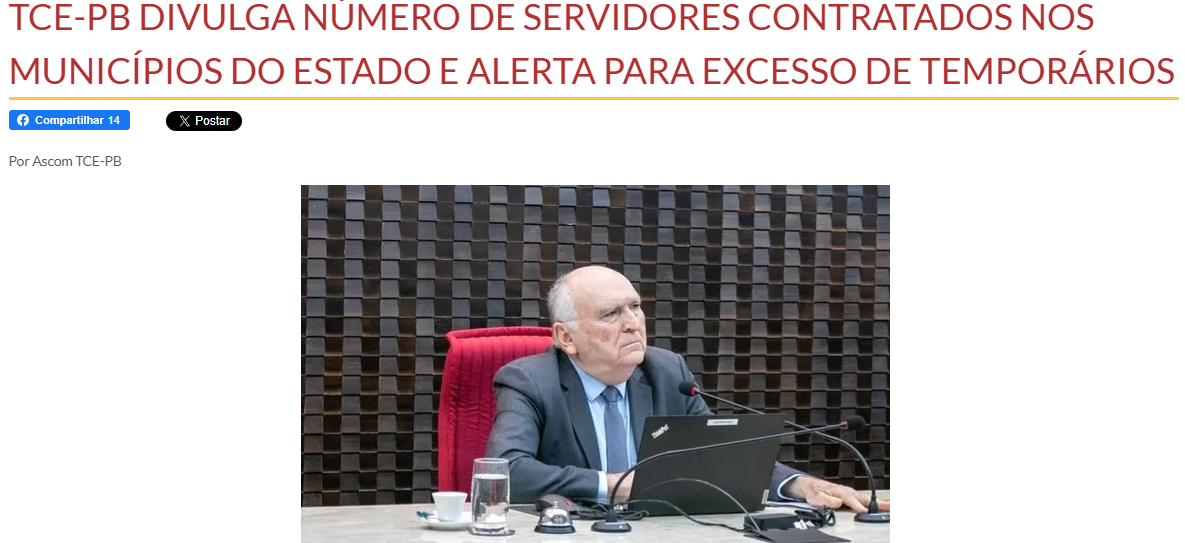 TCE-PB DIVULGA NÚMERO DE SERVIDORES CONTRATADOS NOS
MUNICÍPIOS DO ESTADO E ALERTA PARA EXCESSO DE TEMPORÁRIOS
Compartilhar 14
X Postar
Por Ascom TCE-PB
ThinkPad